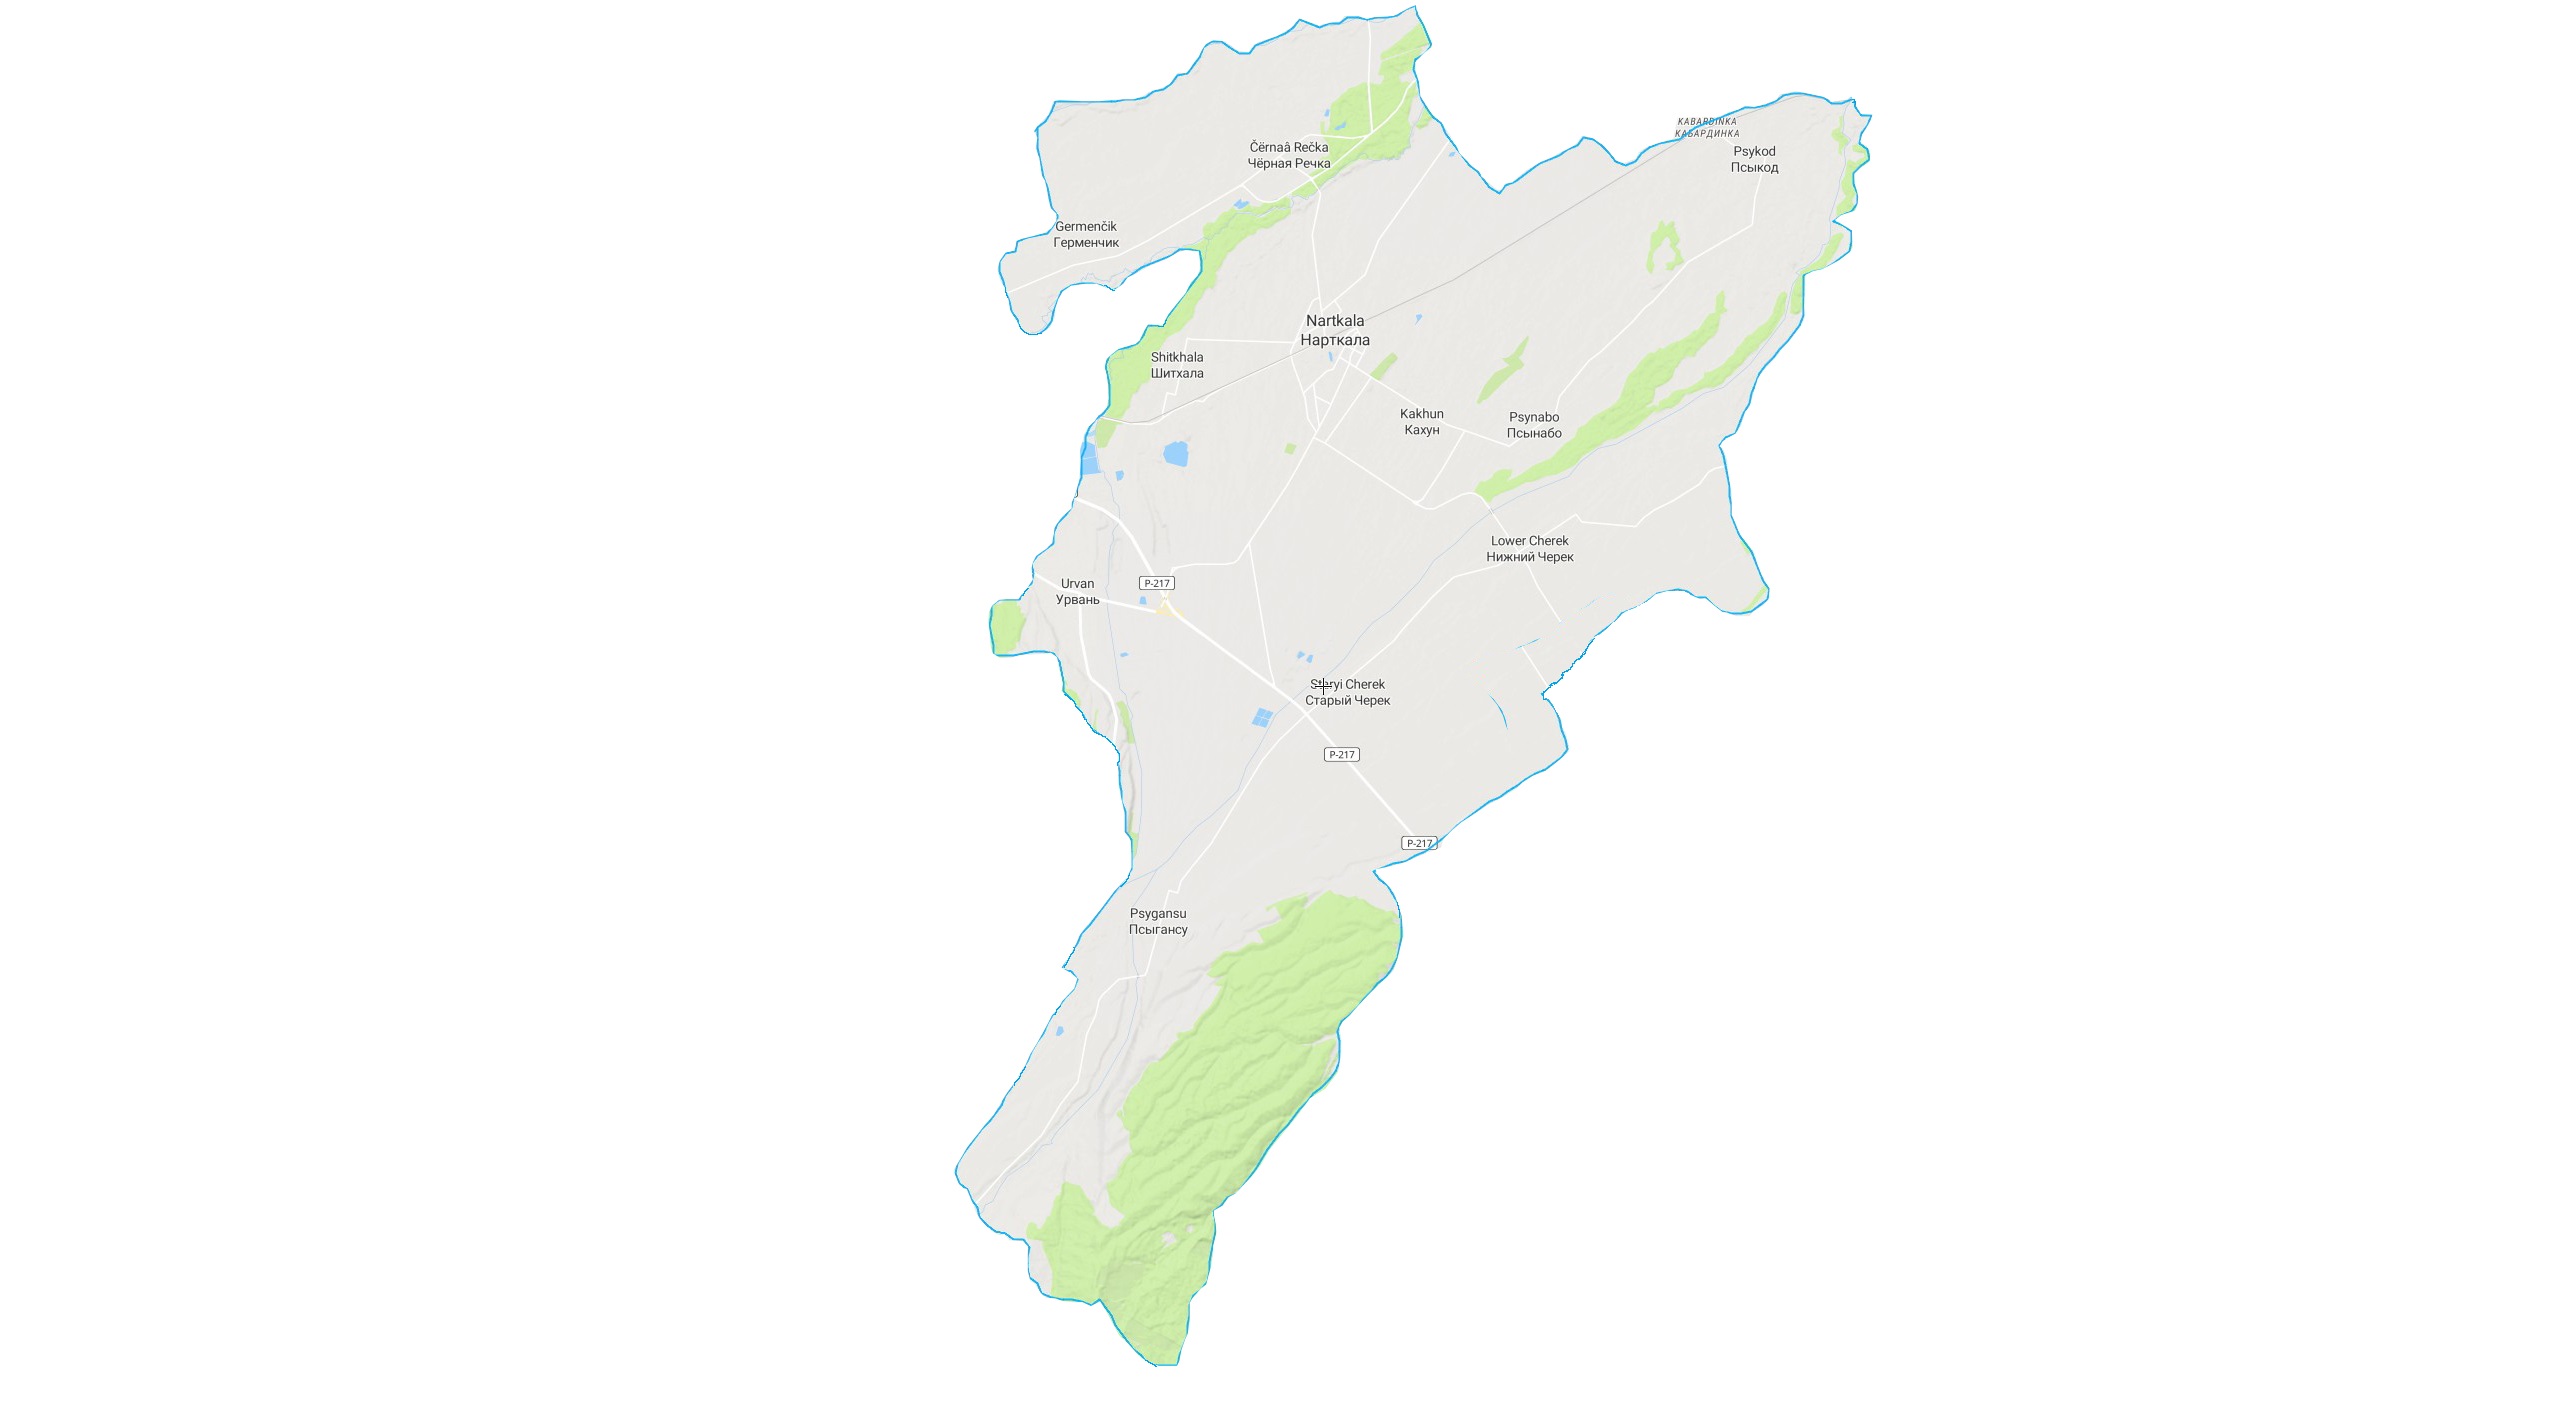 KABARDINKA
КАБАРДИНКА
Čërnaâ Rečka
Чёрная Речка
Psykod
Псыкод
Germenčik
Герменчик
Nartkala
Нарткала
Shitkhala
Шитхала
Kakhun
Кахун
Psynabo
Псынабо
Lower Cherek
Нижний Черек
Urvan
Урвань
P-217
Staryi Cherek
Старый Черек
P-217
P-217
Psygansu
Псыгансу